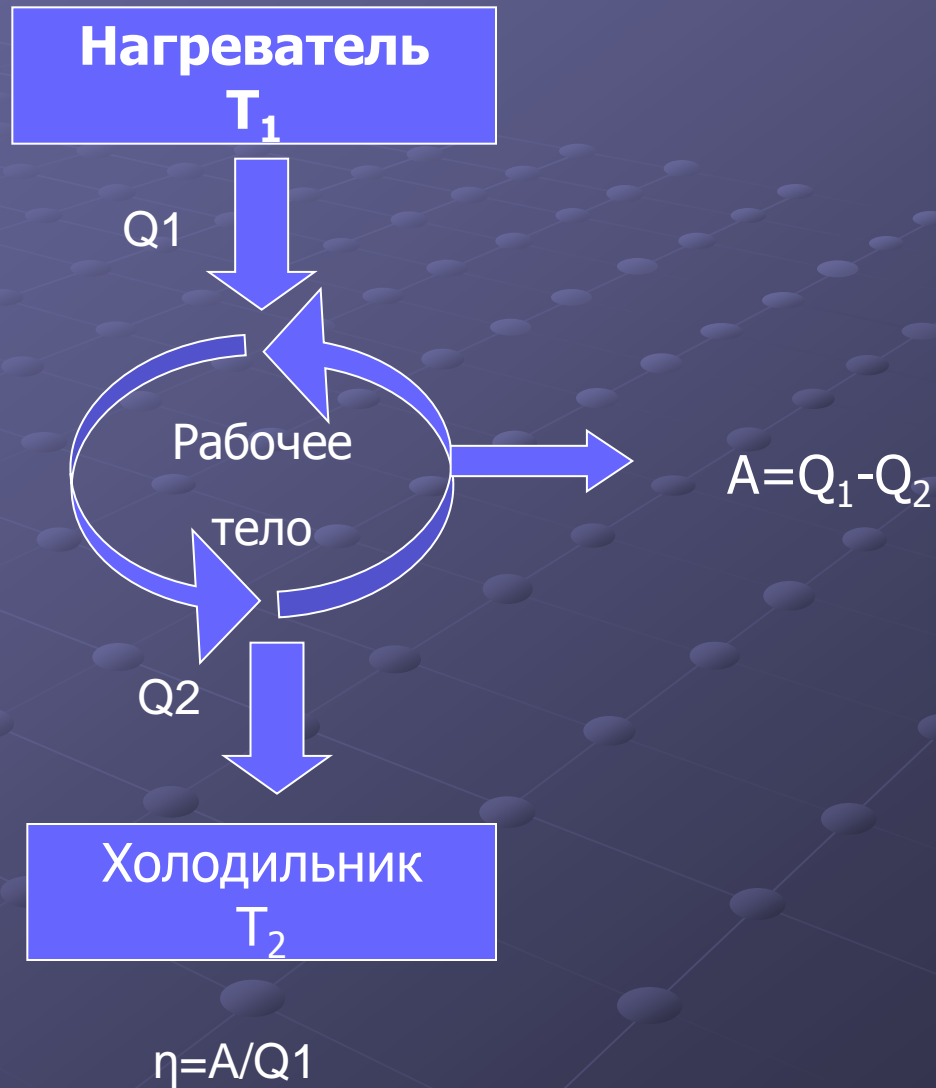 Нагреватель
T₁
Q1
Рабочее
тело
A=Q₁-Q₂
Q2
Холодильник
T₂
η=A/Q1